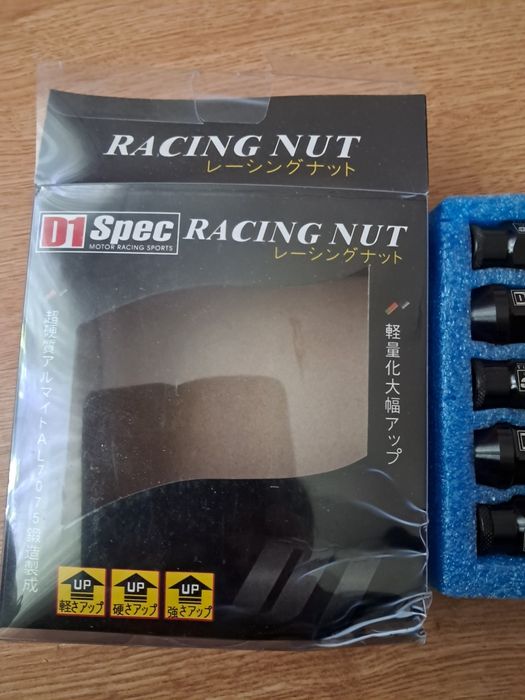 RACING NUT
レーシングナット
D1 Spec RACING NUT
MOTOR RACING SPORTS
レーシングナット
超硬質アルマイトAL7075鍛造製成
軽量化大幅アップ
UP UP UP
軽さアップ 硬さアップ 強さアップ
D1